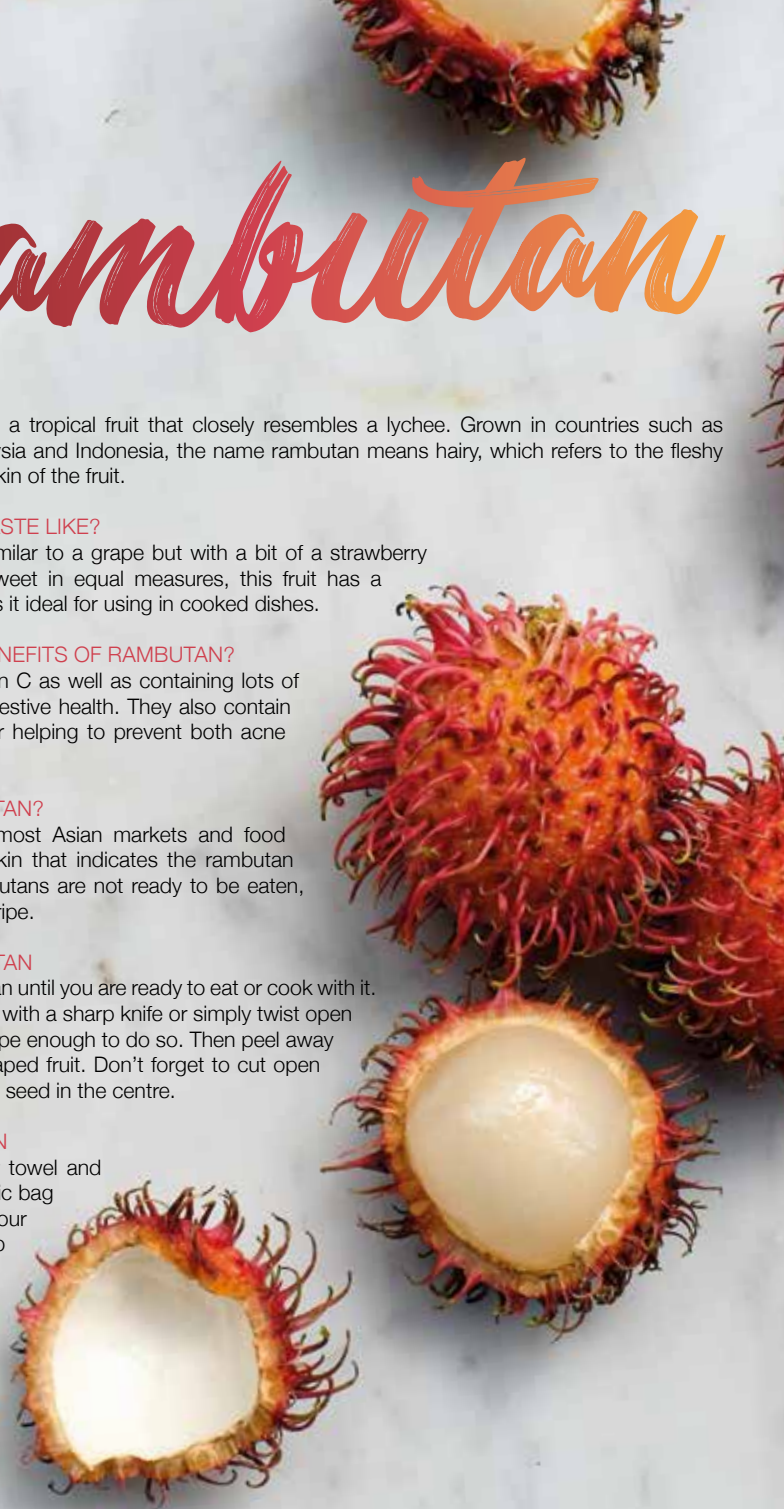 ambutan
a tropical fruit that closely resembles a lychee. Grown in countries such as
sia and Indonesia, the name rambutan means hairy, which refers to the fleshy
kin of the fruit.
STE LIKE?
milar to a grape but with a bit of a strawberry
weet in equal measures, this fruit has a
s it ideal for using in cooked dishes.
NEFITS OF RAMBUTAN?
n C as well as containing lots of
estive health. They also contain
r helping to prevent both acne
TAN?
most Asian markets and food
kin that indicates the rambutan
utans are not ready to be eaten,
ripe.
TAN
an until you are ready to eat or cook with it.
with a sharp knife or simply twist open
pe enough to do so. Then peel away
aped fruit. Don't forget to cut open
seed in the centre.
N
towel and
ic bag
our